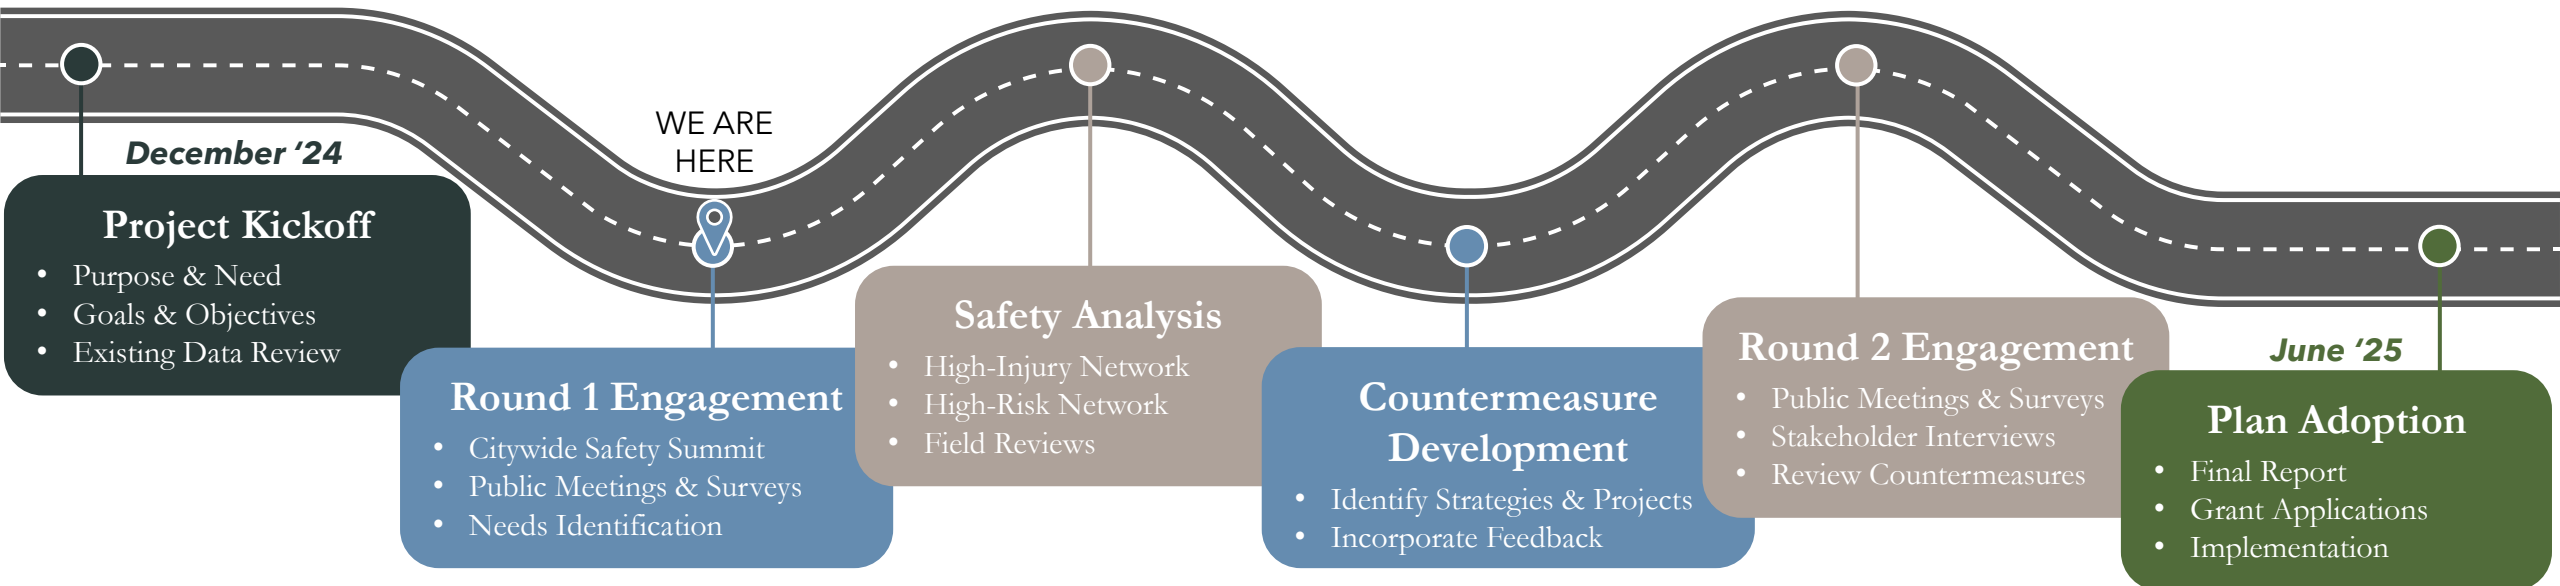 December ‘24
Project Kickoff
• Purpose & Need
• Goals & Objectives
• Existing Data Review
WE ARE
HERE
Round 1 Engagement
• Citywide Safety Summit
• Public Meetings & Surveys
• Needs Identification
Safety Analysis
• High-Injury Network
• High-Risk Network
• Field Reviews
Countermeasure
Development
• Identify Strategies & Projects
• Incorporate Feedback
Round 2 Engagement
• Public Meetings & Surveys
• Stakeholder Interviews
• Review Countermeasures
June ‘25
Plan Adoption
• Final Report
• Grant Applications
• Implementation